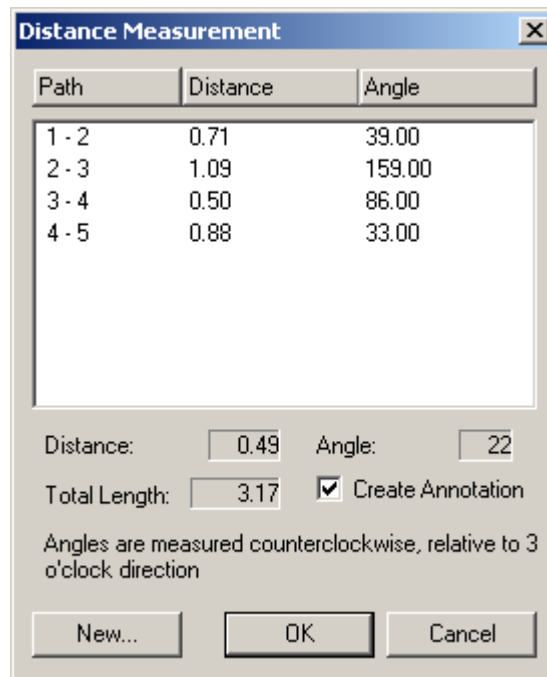 Distance Measurement
Path Distance Angle
1 - 2 0.71 39.00
2 - 3 1.09 159.00
3 - 4 0.50 86.00
4 - 5 0.88 33.00
Distance: 0.49 Angle: 22
Total Length: 3.17 Create Annotation
Angles are measured counterclockwise, relative to 3
o'clock direction
New... OK Cancel